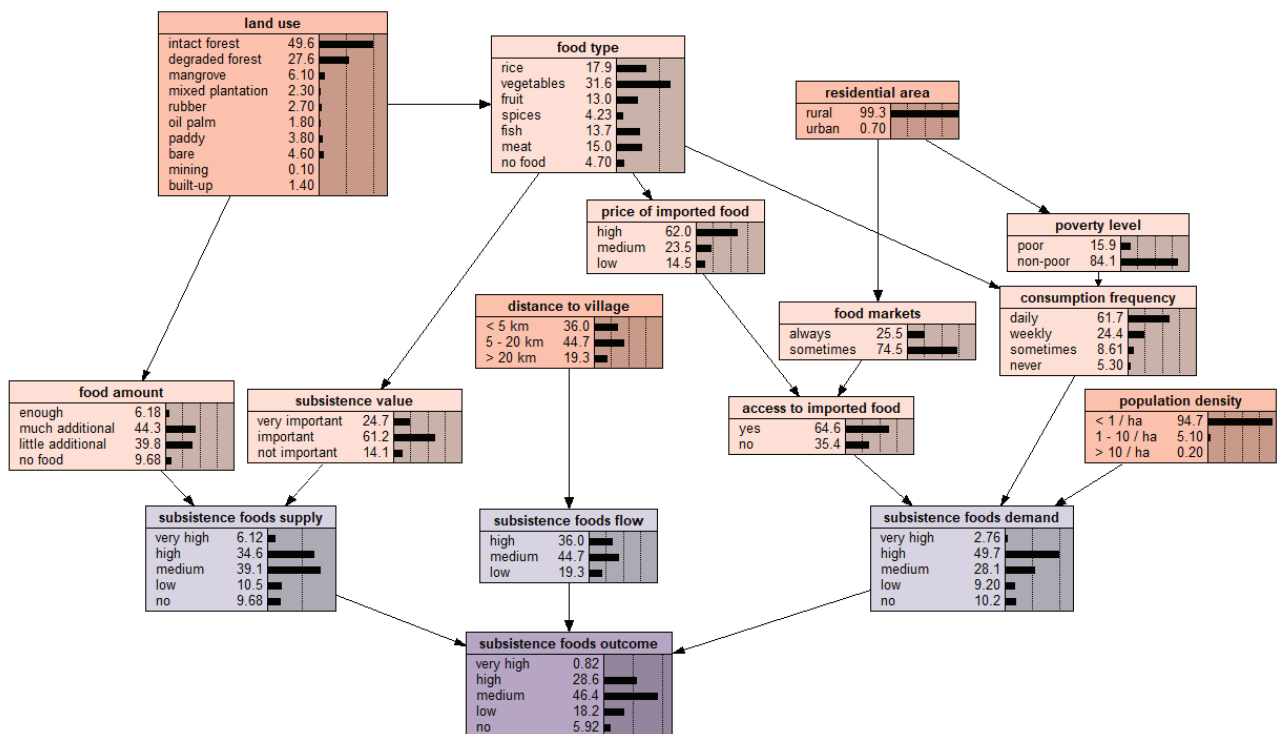 land use
intact forest 49.6
degraded forest 27.6
mangrove 6.10
mixed plantation 2.30
rubber 2.70
oil palm 1.80
paddy 3.80
bare 4.60
mining 0.10
built-up 1.40
food type
rice 17.9
vegetables 31.6
fruit 13.0
spices 4.23
fish 13.7
meat 15.0
no food 4.70
residential area
rural 99.3
urban 0.70
price of imported food
high 62.0
medium 23.5
low 14.5
poverty level
poor 15.9
non-poor 84.1
distance to village
< 5 km 36.0
5 - 20 km 44.7
> 20 km 19.3
food markets
always 25.5
sometimes 74.5
consumption frequency
daily 61.7
weekly 24.4
sometimes 8.61
never 5.30
food amount
enough 6.18
much additional 44.3
little additional 39.8
no food 9.68
subsistence value
very important 24.7
important 61.2
not important 14.1
access to imported food
yes 64.6
no 35.4
population density
< 1 / ha 94.7
1 - 10 / ha 5.10
> 10 / ha 0.20
subsistence foods supply
very high 6.12
high 34.6
medium 39.1
low 10.5
no 9.68
subsistence foods flow
high 36.0
medium 44.7
low 19.3
subsistence foods demand
very high 2.76
high 49.7
medium 28.1
low 9.20
no 10.2
subsistence foods outcome
very high 0.82
high 28.6
medium 46.4
low 18.2
no 5.92